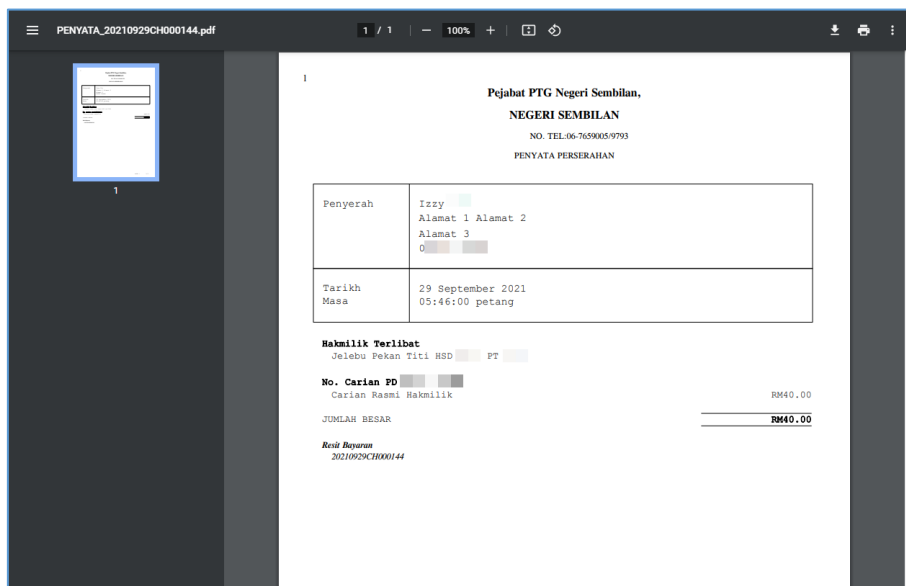 PENYATA_20210929CH000144.pdf
1 / 1
100%
1
1
Pejabat PTG Negeri Sembilan,
NEGERI SEMBILAN
NO. TEL:06-7659005/9793
PENYATA PERSERAHAN
Penyerah Izzy
Alamat 1 Alamat 2
Alamat 3
0
Tarikh 29 September 2021
Masa 05:46:00 petang
Hakmilik Terlibat
Jelebu Pekan Titi HSD PT
No. Carian PD
Carian Rasmi Hakmilik RM40.00
JUMLAH BESAR RM40.00
Resit Bayaran
20210929CH000144